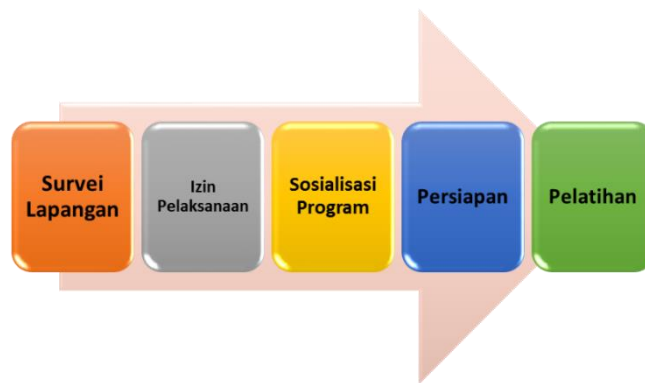 Survei
Lapangan
Izin
Pelaksanaan
Sosialisasi
Program
Persiapan
Pelatihan